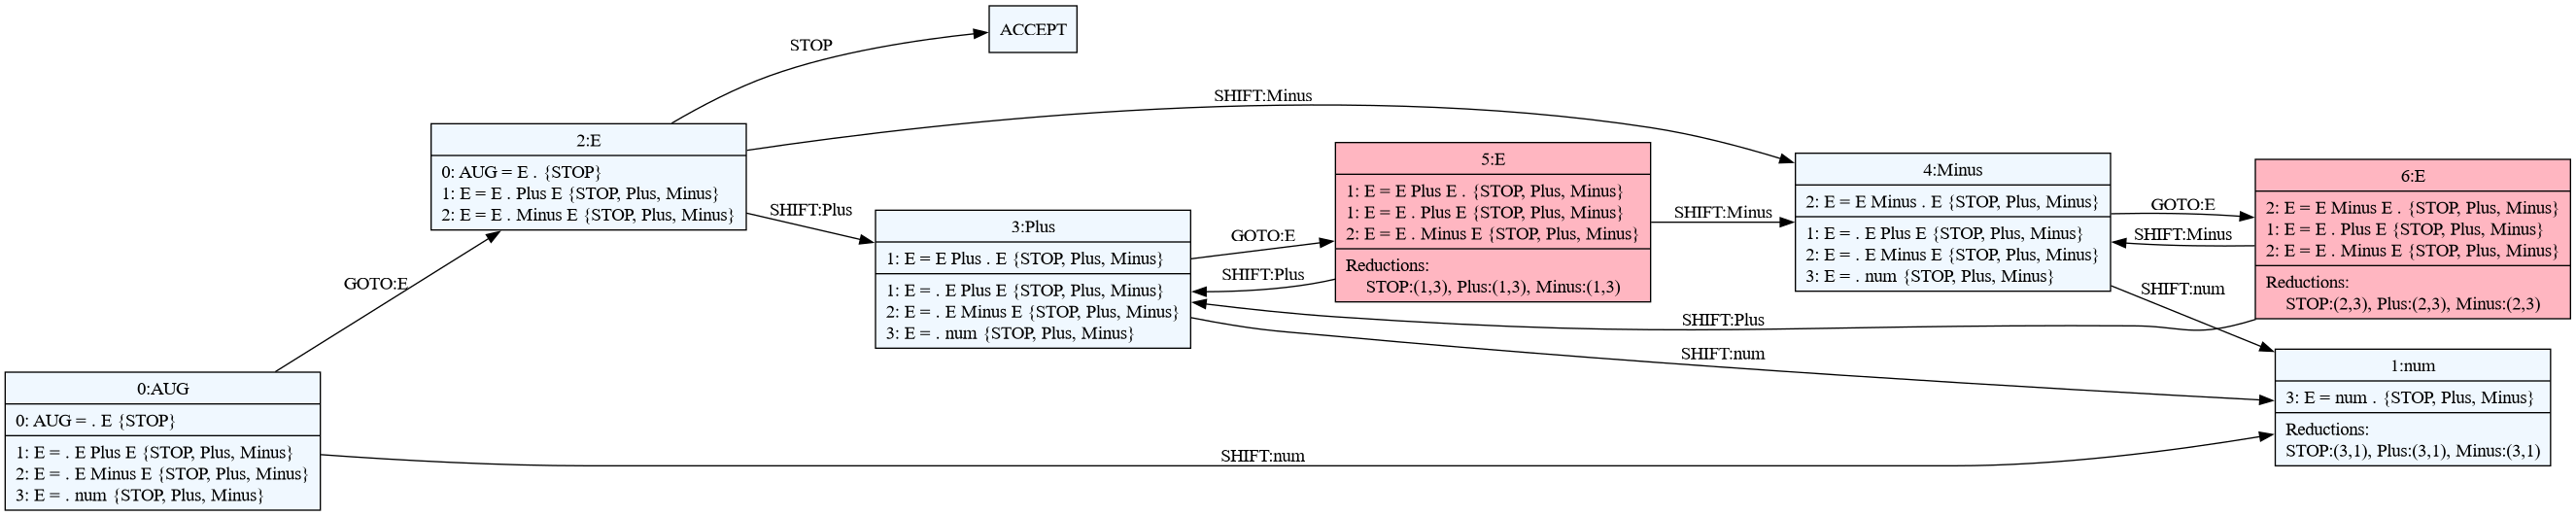 ACCEPT
STOP
SHIFT:Minus
2:E
0: AUG = E . {STOP}
1: E = E . Plus E {STOP, Plus, Minus}
2: E = E . Minus E {STOP, Plus, Minus}
SHIFT:Plus
GOTO:E
0:AUG
0: AUG = . E {STOP}
1: E = . E Plus E {STOP, Plus, Minus}
2: E = . E Minus E {STOP, Plus, Minus}
3: E = . num {STOP, Plus, Minus}
SHIFT:num
3:Plus
1: E = E Plus . E {STOP, Plus, Minus}
1: E = . E Plus E {STOP, Plus, Minus}
2: E = . E Minus E {STOP, Plus, Minus}
3: E = . num {STOP, Plus, Minus}
GOTO:E
SHIFT:Plus
5:E
1: E = E Plus E . {STOP, Plus, Minus}
1: E = E . Plus E {STOP, Plus, Minus}
2: E = E . Minus E {STOP, Plus, Minus}
Reductions:
STOP:(1,3), Plus:(1,3), Minus:(1,3)
SHIFT:Minus
SHIFT:Plus
SHIFT:num
4:Minus
2: E = E Minus . E {STOP, Plus, Minus}
1: E = . E Plus E {STOP, Plus, Minus}
2: E = . E Minus E {STOP, Plus, Minus}
3: E = . num {STOP, Plus, Minus}
GOTO:E
SHIFT:Minus
SHIFT:num
6:E
2: E = E Minus E . {STOP, Plus, Minus}
1: E = E . Plus E {STOP, Plus, Minus}
2: E = E . Minus E {STOP, Plus, Minus}
Reductions:
STOP:(2,3), Plus:(2,3), Minus:(2,3)
1:num
3: E = num . {STOP, Plus, Minus}
Reductions:
STOP:(3,1), Plus:(3,1), Minus:(3,1)